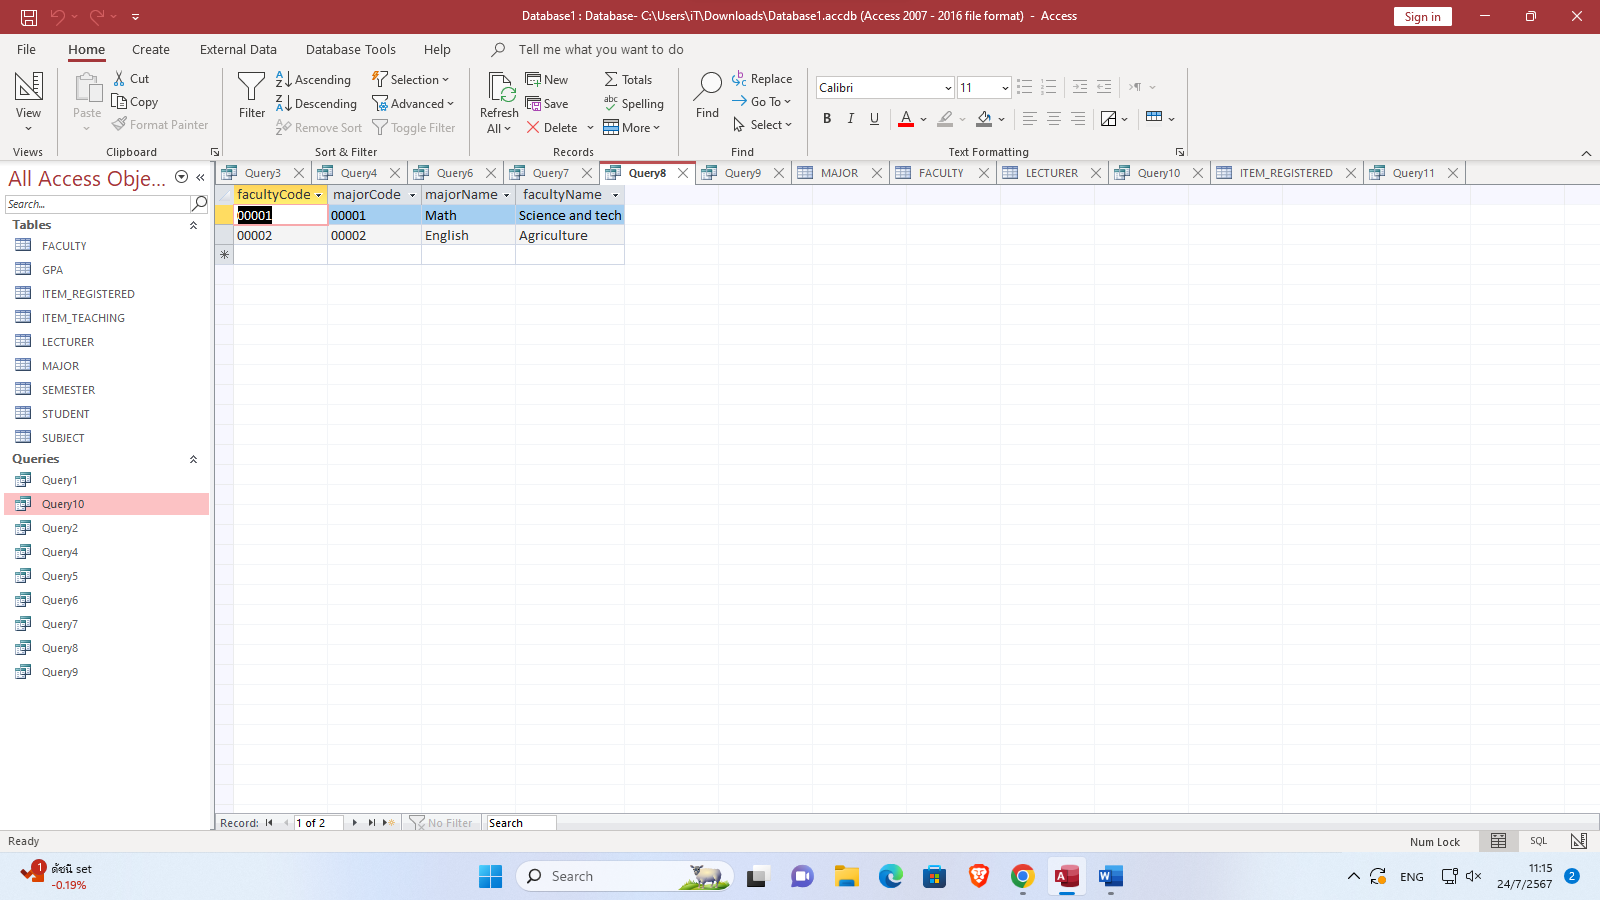 Database1 : Database- C:\Users\iT\Downloads\Database1.accdb (Access 2007 - 2016 file format)  -  Access
Sign in
File Home Create External Data Database Tools Help Tell me what you want to do
View
Views
Paste
Cut
Copy
Format Painter
Clipboard
Filter
Ascending
Descending
Remove Sort
Selection
Advanced
Toggle Filter
Sort & Filter
Refresh
All
New
Save
Delete
Totals
Spelling
More
Records
Find
Replace
Go To
Select
Find
Calibri 11
B I U A
Text Formatting
All Access Obje...
Search...
Tables
FACULTY
GPA
ITEM_REGISTERED
ITEM_TEACHING
LECTURER
MAJOR
SEMESTER
STUDENT
SUBJECT
Queries
Query1
Query10
Query2
Query4
Query5
Query6
Query7
Query8
Query9
Query3 Query4 Query6 Query7 Query8 Query9 MAJOR FACULTY LECTURER Query10 ITEM_REGISTERED Query11
facultyCode majorCode majorName facultyName
00001 00001 Math Science and tech
00002 00002 English Agriculture
Record: 1 of 2 No Filter Search
Ready
Num Lock SQL
1
ดัชนี set
-0.19%
Search
ENG
11:15
24/7/2567
2